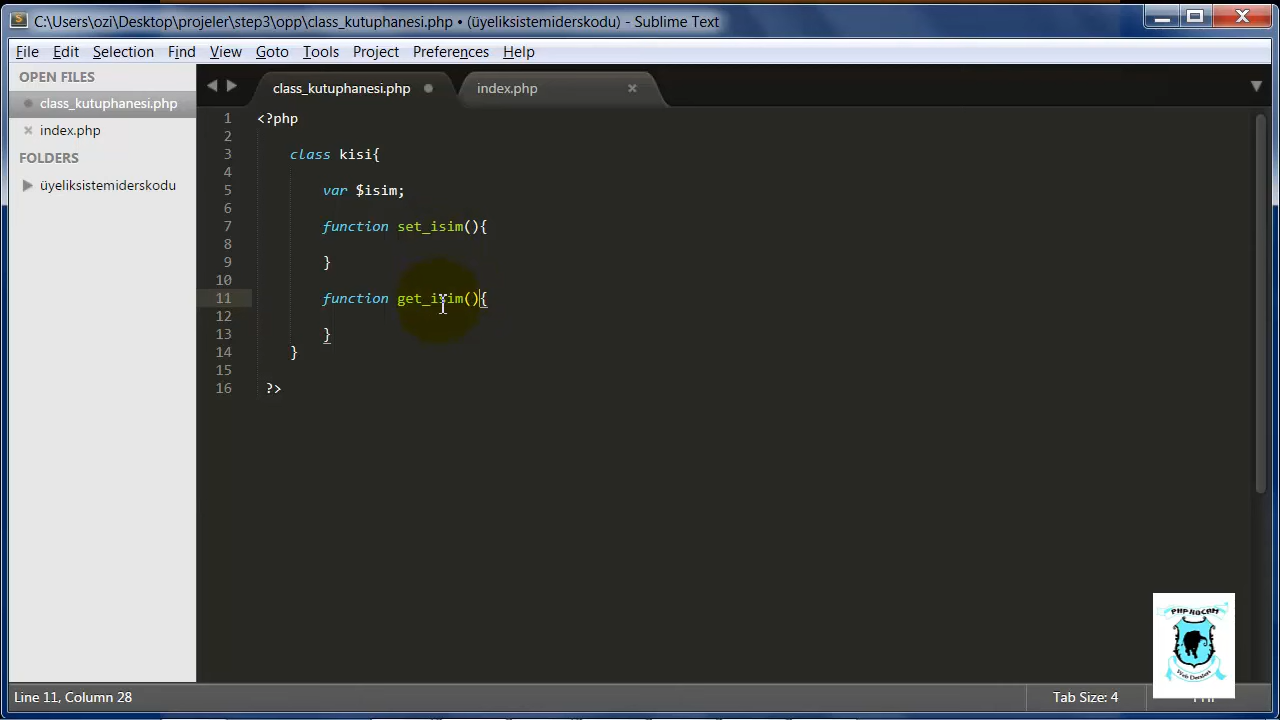 C:\Users\ozi\Desktop\projeler\step3\opp\class_kutuphanesi.php • (üyeliksistemiderskodu) - Sublime Text
File Edit Selection Find View Goto Tools Project Preferences Help
OPEN FILES
class_kutuphanesi.php
index.php
FOLDERS
üyeliksistemiderskodu
class_kutuphanesi.php
index.php
1 <?php
2
3 class kisi{
4
5 var $isim;
6
7 function set_isim(){
8
9 }
10
11 function get_isim(){
12
13 }
14 }
15
16 ?>
PHP HOCAM
Web Dersleri
Line 11, Column 28
Tab Size: 4